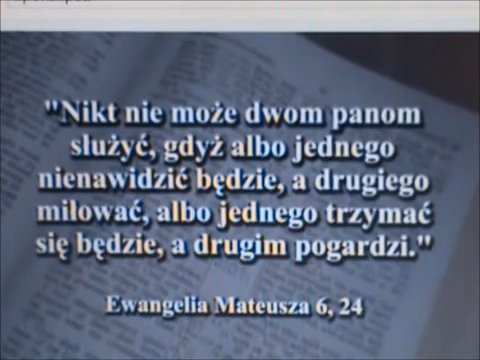 "Nikt nie może dwom panom
służyć, gdyż albo jednego
nienawidzić będzie, a drugiego
miłować, albo jednego trzymać
się będzie, a drugim pogardzi."
Ewangelia Mateusza 6, 24